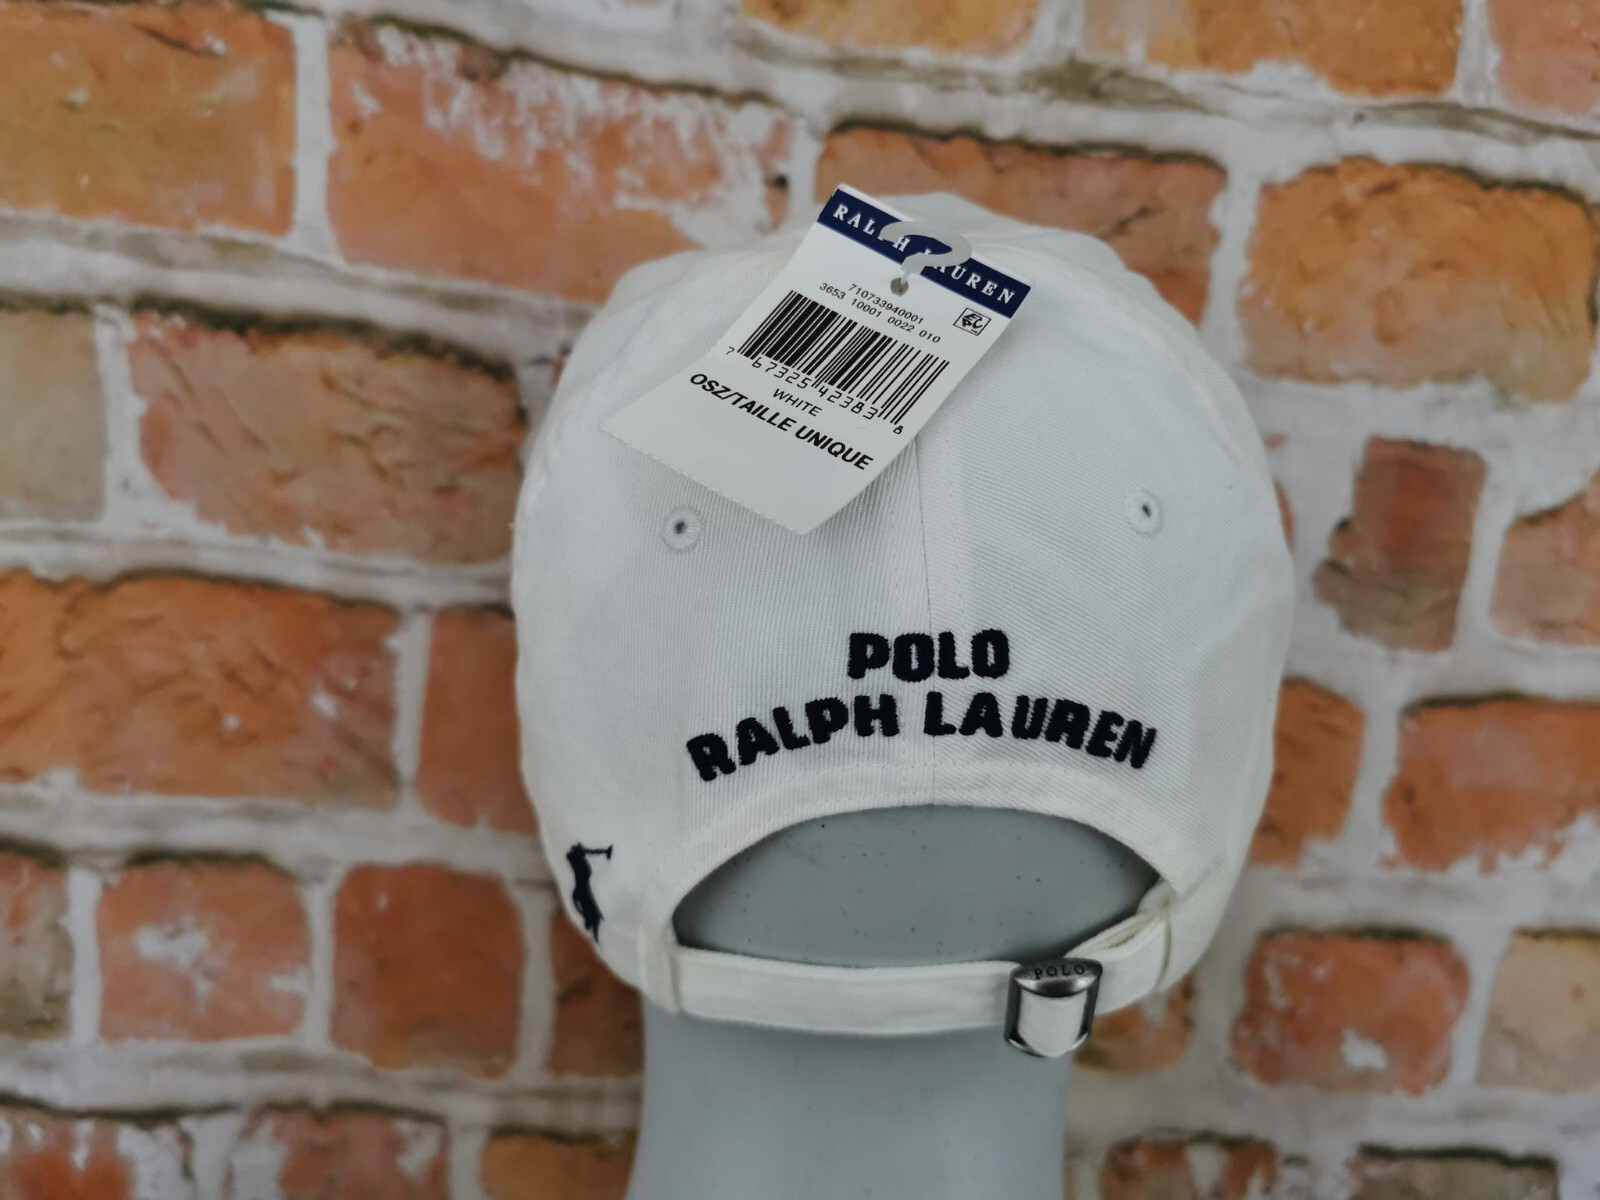 RALPH LAUREN
710733940001
3653 10001 0022 010
7 67325 42383 8
WHITE
OSZ/TAILLE UNIQUE
POLO
RALPH LAUREN
POLO